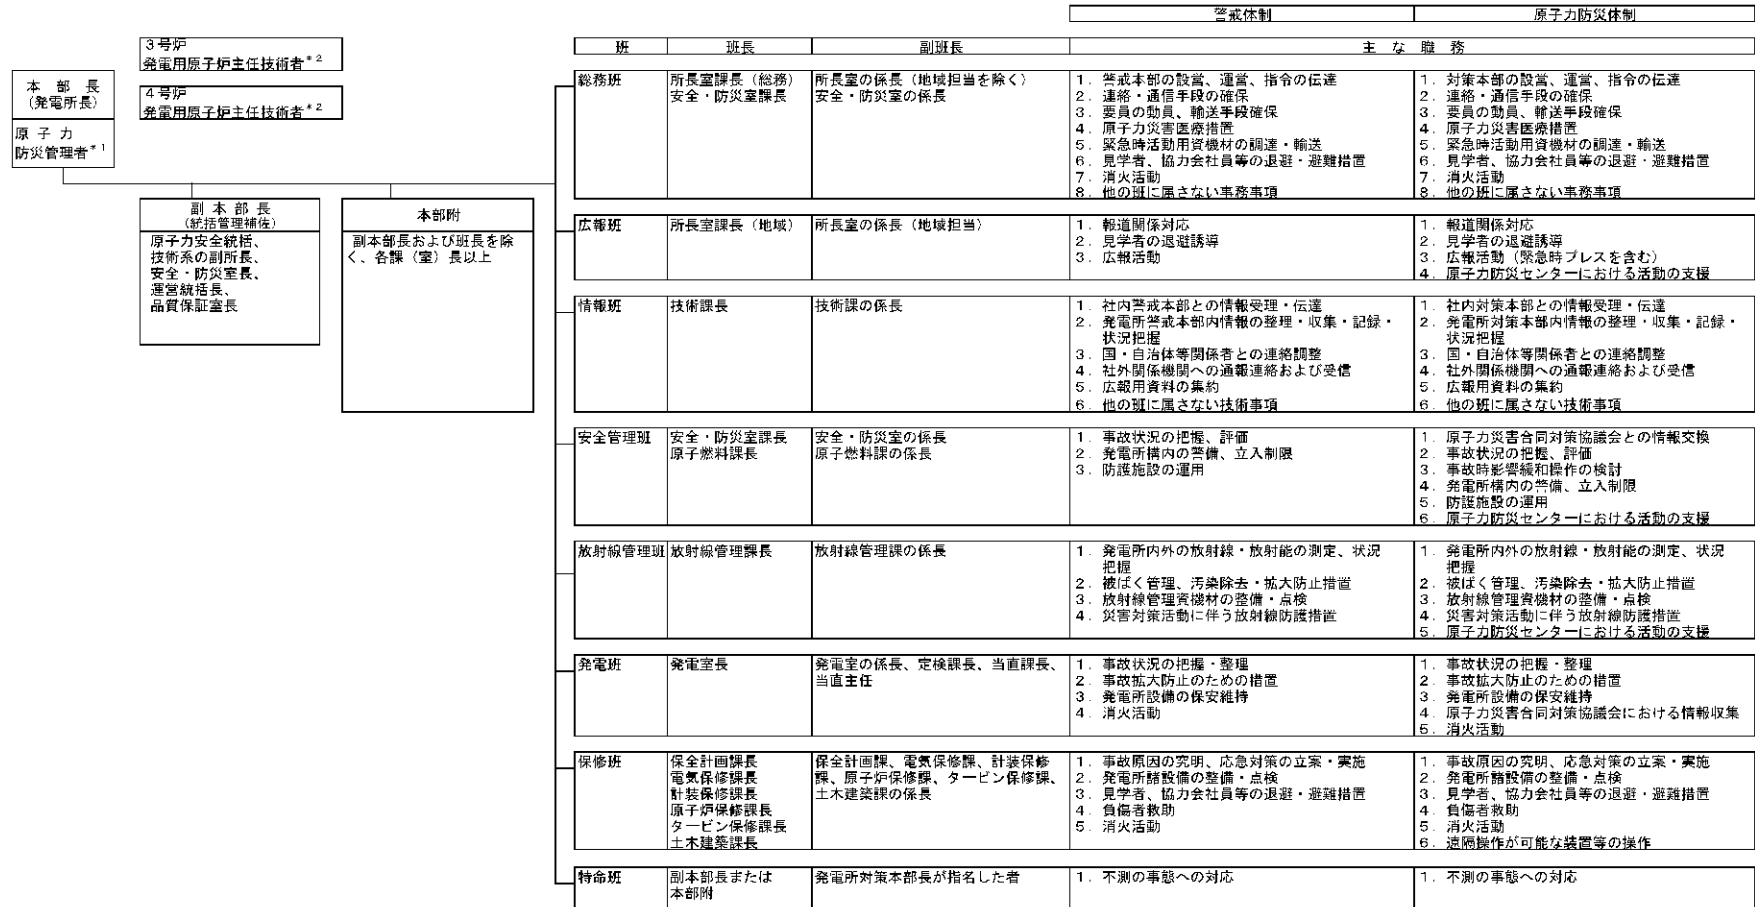 警戒体制
原子力防災体制
班
班長
副班長
主な職務
3号炉
発電用原子炉主任技術者*2
4号炉
発電用原子炉主任技術者*2
本部長
(発電所長)
原子力
防災管理者*1
副本部長
(統括管理補佐)
原子力安全統括、
技術系の副所長、
安全・防災室長、
運営統括長、
品質保証室長
本部附
副本部長および班長を除
く、各課(室)長以上
総務班
所長室課長(総務)
安全・防災室課長
所長室の係長(地域担当を除く)
安全・防災室の係長
1.警戒本部の設営、運営、指令の伝達
2.連絡・通信手段の確保
3.要員の動員、輸送手段確保
4.原子力災害医療措置
5.緊急時活動用資機材の調達・輸送
6.見学者、協力会社員等の退避・避難措置
7.消火活動
8.他の班に属さない事務事項
1.対策本部の設営、運営、指令の伝達
2.連絡・通信手段の確保
3.要員の動員、輸送手段確保
4.原子力災害医療措置
5.緊急時活動用資機材の調達・輸送
6.見学者、協力会社員等の退避・避難措置
7.消火活動
8.他の班に属さない事務事項
広報班
所長室課長(地域)
所長室の係長(地域担当)
1.報道関係対応
2.見学者の退避誘導
3.広報活動
1.報道関係対応
2.見学者の退避誘導
3.広報活動(緊急時プレスを含む)
4.原子力防災センターにおける活動の支援
情報班
技術課長
技術課の係長
1.社内警戒本部との情報受理・伝達
2.発電所警戒本部内情報の整理・収集・記録・
状況把握
3.国・自治体等関係者との連絡調整
4.社外関係機関への通報連絡および受信
5.広報用資料の集約
6.他の班に属さない技術事項
1.社内対策本部との情報受理・伝達
2.発電所対策本部内情報の整理・収集・記録・
状況把握
3.国・自治体等関係者との連絡調整
4.社外関係機関への通報連絡および受信
5.広報用資料の集約
6.他の班に属さない技術事項
安全管理班
安全・防災室課長
原子燃料課長
安全・防災室の係長
原子燃料課の係長
1.事故状況の把握、評価
2.発電所構内の警備、立入制限
3.防護施設の運用
1.原子力災害合同対策協議会との情報交換
2.事故状況の把握、評価
3.事故時影響緩和操作の検討
4.発電所構内の警備、立入制限
5.防護施設の運用
6.原子力防災センターにおける活動の支援
放射線管理班
放射線管理課長
放射線管理課の係長
1.発電所内外の放射線・放射能の測定、状況
把握
2.被ばく管理、汚染除去・拡大防止措置
3.放射線管理資機材の整備・点検
4.災害対策活動に伴う放射線防護措置
1.発電所内外の放射線・放射能の測定、状況
把握
2.被ばく管理、汚染除去・拡大防止措置
3.放射線管理資機材の整備・点検
4.災害対策活動に伴う放射線防護措置
5.原子力防災センターにおける活動の支援
発電班
発電室長
発電室の係長、定検課長、当直課長、
当直主任
1.事故状況の把握・整理
2.事故拡大防止のための措置
3.発電所設備の保安維持
4.消火活動
1.事故状況の把握・整理
2.事故拡大防止のための措置
3.発電所設備の保安維持
4.原子力災害合同対策協議会における情報収集
5.消火活動
保修班
保全計画課長
電気保修課長
計装保修課長
原子炉保修課長
タービン保修課長
土木建築課長
保全計画課、電気保修課、計装保修
課、原子炉保修課、タービン保修課、
土木建築課の係長
1.事故原因の究明、応急対策の立案・実施
2.発電所諸設備の整備・点検
3.見学者、協力会社員等の退避・避難措置
4.負傷者救助
5.消火活動
1.事故原因の究明、応急対策の立案・実施
2.発電所諸設備の整備・点検
3.見学者、協力会社員等の退避・避難措置
4.負傷者救助
5.消火活動
6.遠隔操作が可能な装置等の操作
特命班
副本部長または
本部附
発電所対策本部長が指名した者
1.不測の事態への対応
1.不測の事態への対応